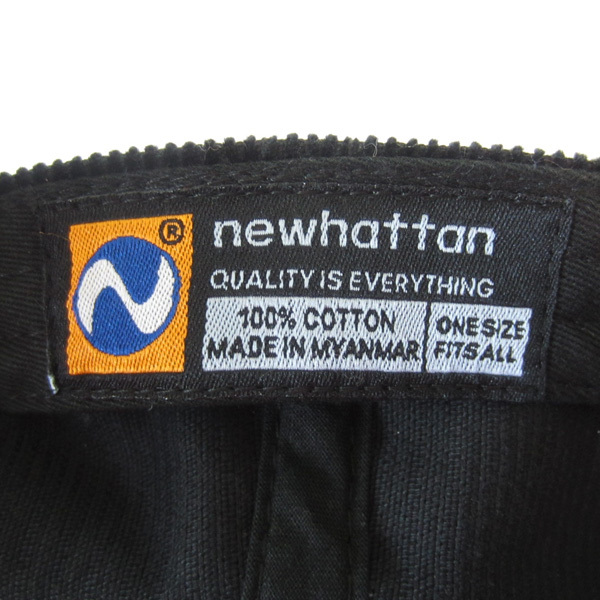 ®
newhattan
QUALITY IS EVERYTHING
100% COTTON
MADE IN MYANMAR
ONE SIZE
FITS ALL